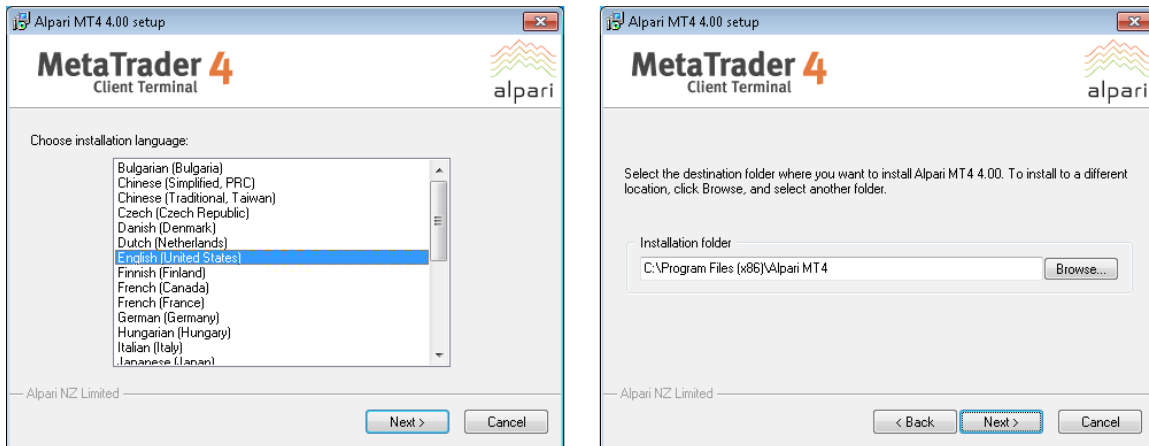 Alpari MT4 4.00 setup
MetaTrader 4
Client Terminal
alpari
Choose installation language:
Bulgarian (Bulgaria)
Chinese (Simplified, PRC)
Chinese (Traditional, Taiwan)
Czech (Czech Republic)
Danish (Denmark)
Dutch (Netherlands)
English (United States)
Finnish (Finland)
French (Canada)
French (France)
German (Germany)
Hungarian (Hungary)
Italian (Italy)
Japanese (Japan)
Alpari NZ Limited
Next >
Cancel
Alpari MT4 4.00 setup
MetaTrader 4
Client Terminal
alpari
Select the destination folder where you want to install Alpari MT4 4.00. To install to a different
location, click Browse, and select another folder.
Installation folder
C:\Program Files (x86)\Alpari MT4
Browse...
Alpari NZ Limited
< Back
Next >
Cancel